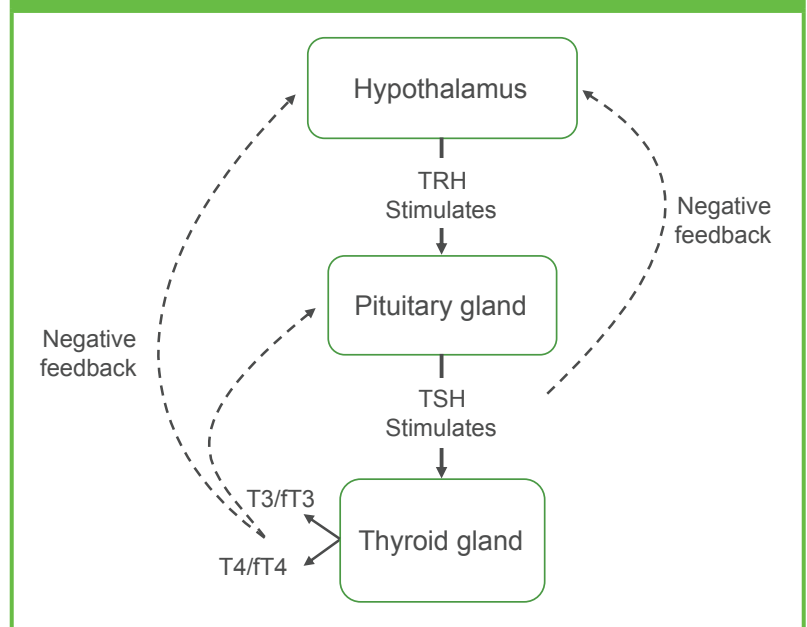 Hypothalamus
TRH
Stimulates
Negative
feedback
Pituitary gland
Negative
feedback
TSH
Stimulates
T3/fT3
Thyroid gland
T4/fT4